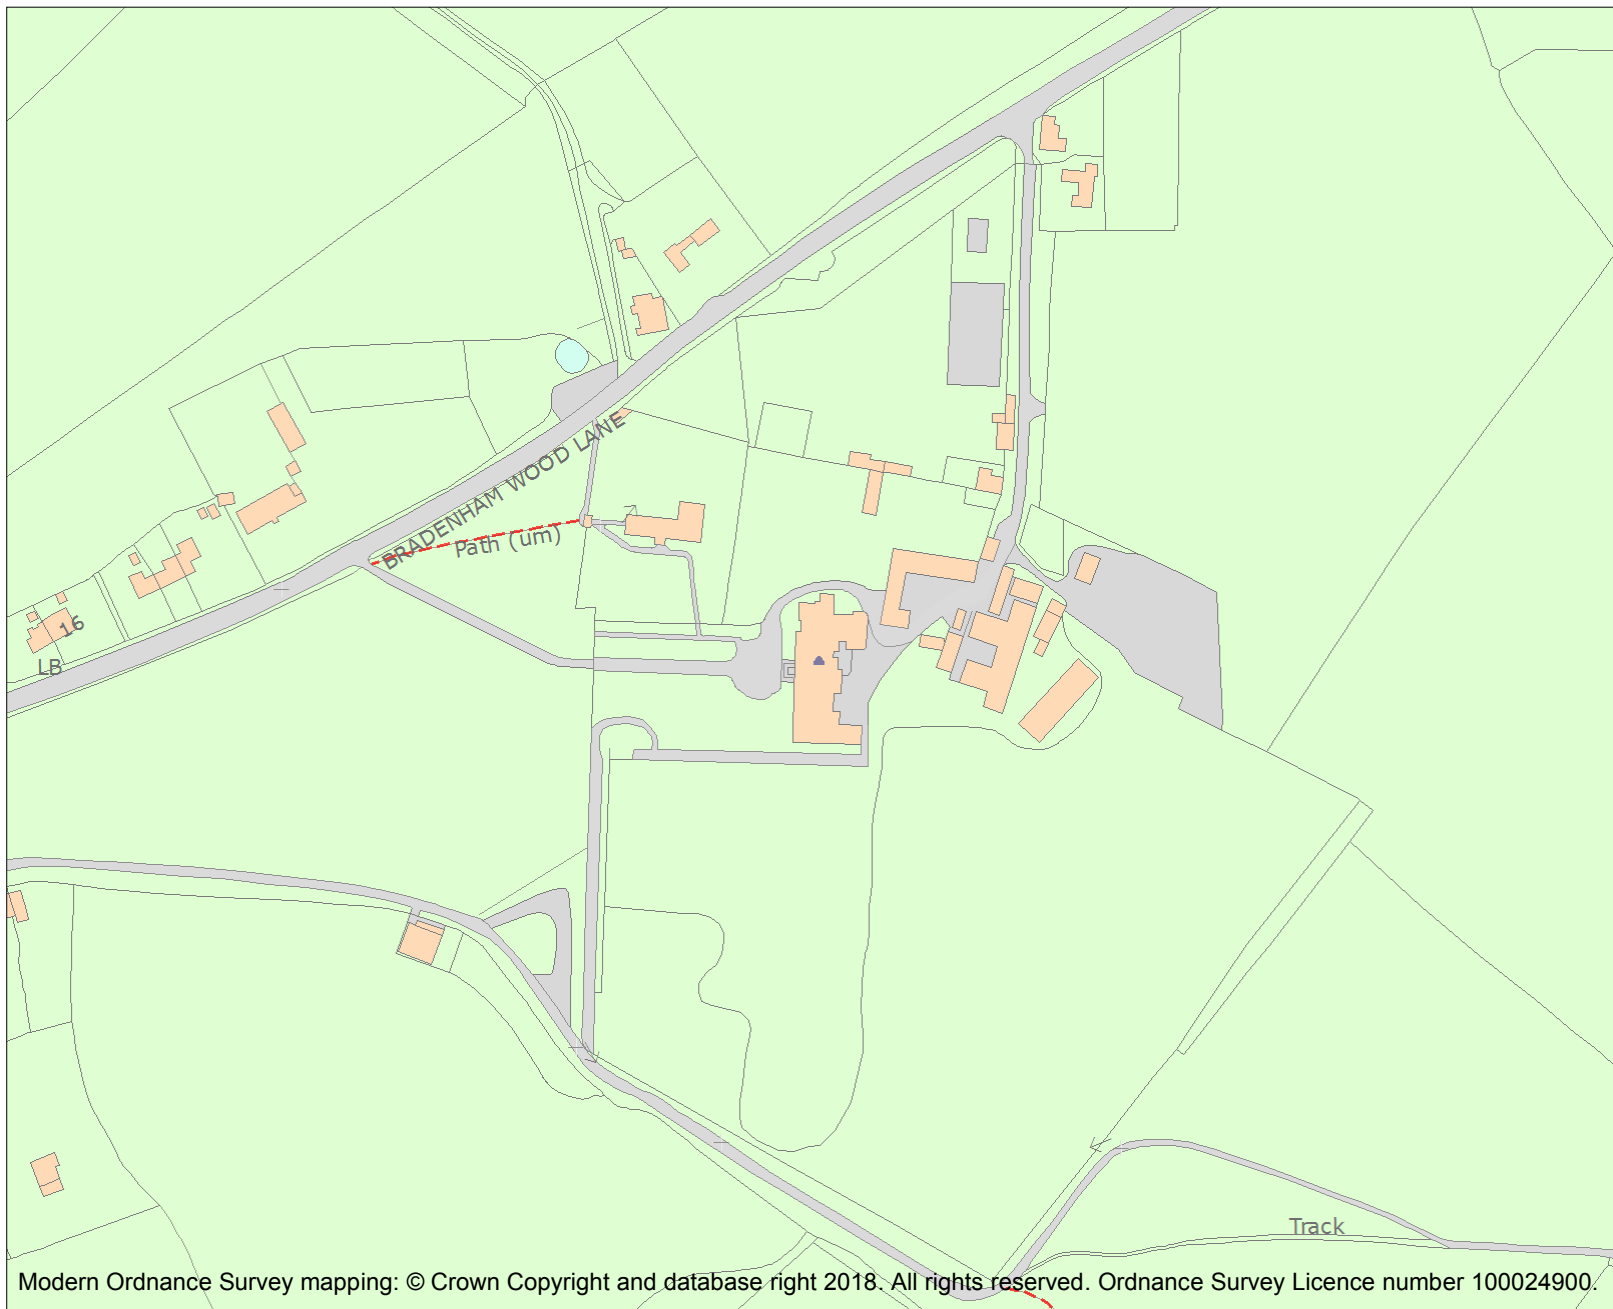 BRADENHAM WOOD LANE
Path (um)
16
LB
Track
Modern Ordnance Survey mapping: © Crown Copyright and database right 2018. All rights reserved. Ordnance Survey Licence number 100024900.